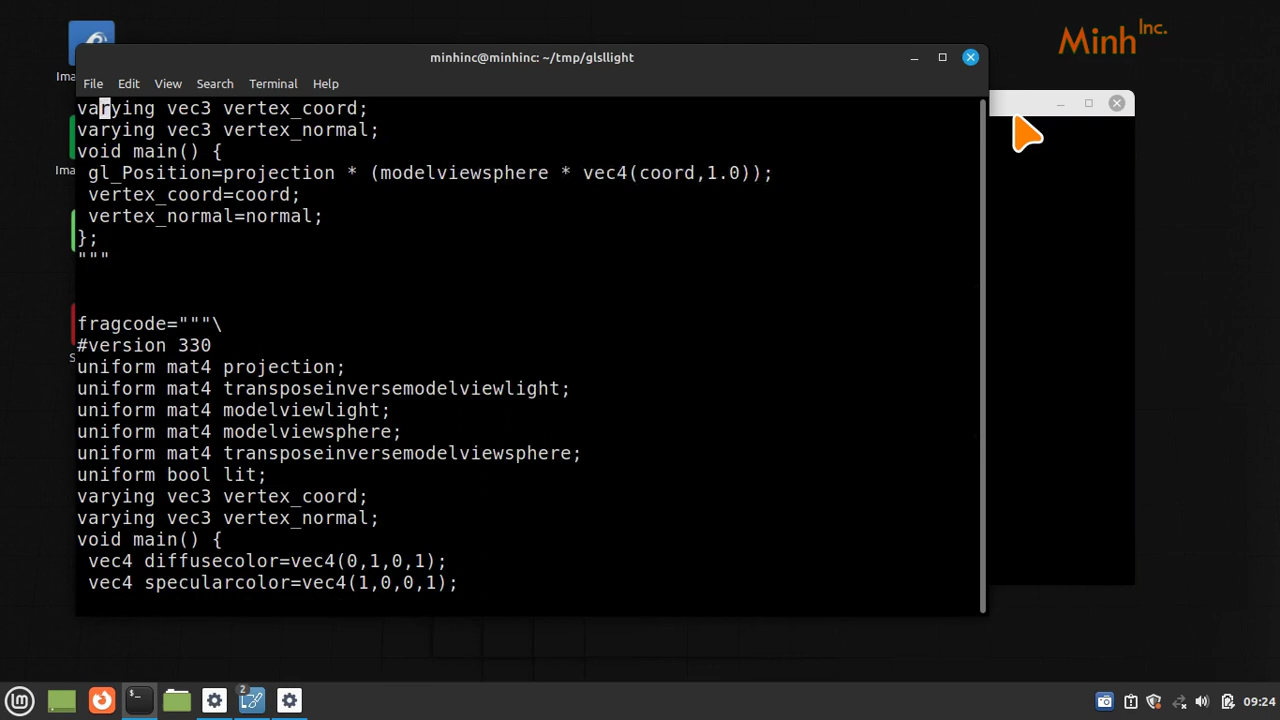 Minh Inc.
Ima
minhinc@minhinc: ~/tmp/glsllight
File Edit View Search Terminal Help
varying vec3 vertex_coord;
varying vec3 vertex_normal;
void main() {
 gl_Position=projection * (modelviewsphere * vec4(coord,1.0));
 vertex_coord=coord;
 vertex_normal=normal;
};
"""
fragcode="""\
#version 330
uniform mat4 projection;
uniform mat4 transposeinversemodelviewlight;
uniform mat4 modelviewlight;
uniform mat4 modelviewsphere;
uniform mat4 transposeinversemodelviewsphere;
uniform bool lit;
varying vec3 vertex_coord;
varying vec3 vertex_normal;
void main() {
 vec4 diffusecolor=vec4(0,1,0,1);
 vec4 specularcolor=vec4(1,0,0,1);
Ima
S
2
09:24